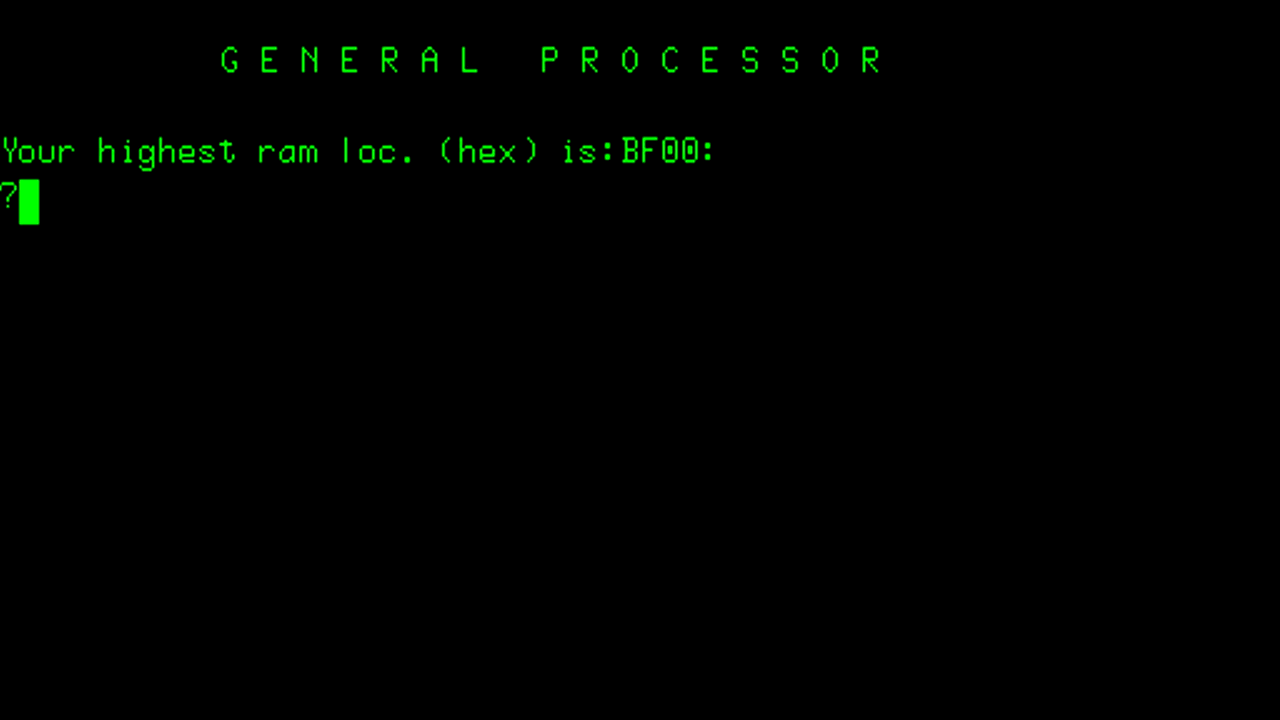 G E N E R A L   P R O C E S S O R
Your highest ram loc. (hex) is:BF00:
?